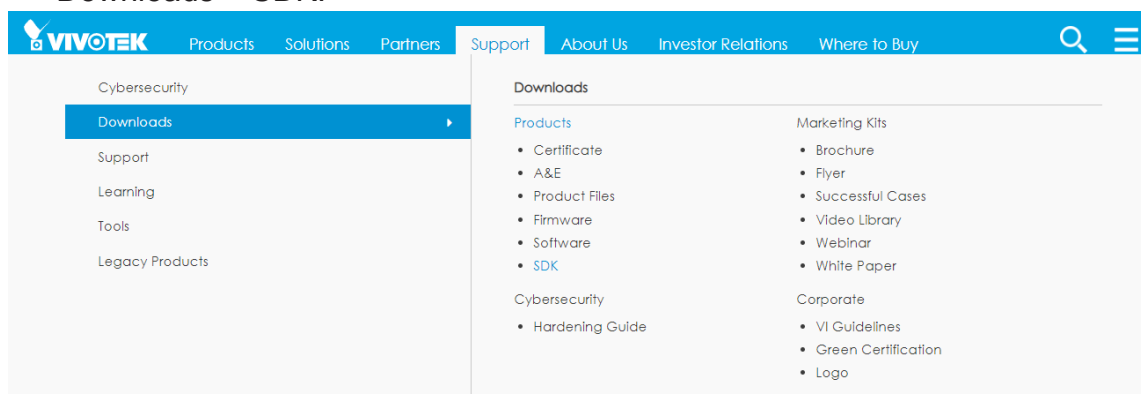 Downloads SDK.
VIVOTEK Products Solutions Partners Support About Us Investor Relations Where to Buy
Cybersecurity
Downloads
Support
Learning
Tools
Legacy Products
Downloads
Products
• Certificate
• A&E
• Product Files
• Firmware
• Software
• SDK
Cybersecurity
• Hardening Guide
Marketing Kits
• Brochure
• Flyer
• Successful Cases
• Video Library
• Webinar
• White Paper
Corporate
• VI Guidelines
• Green Certification
• Logo